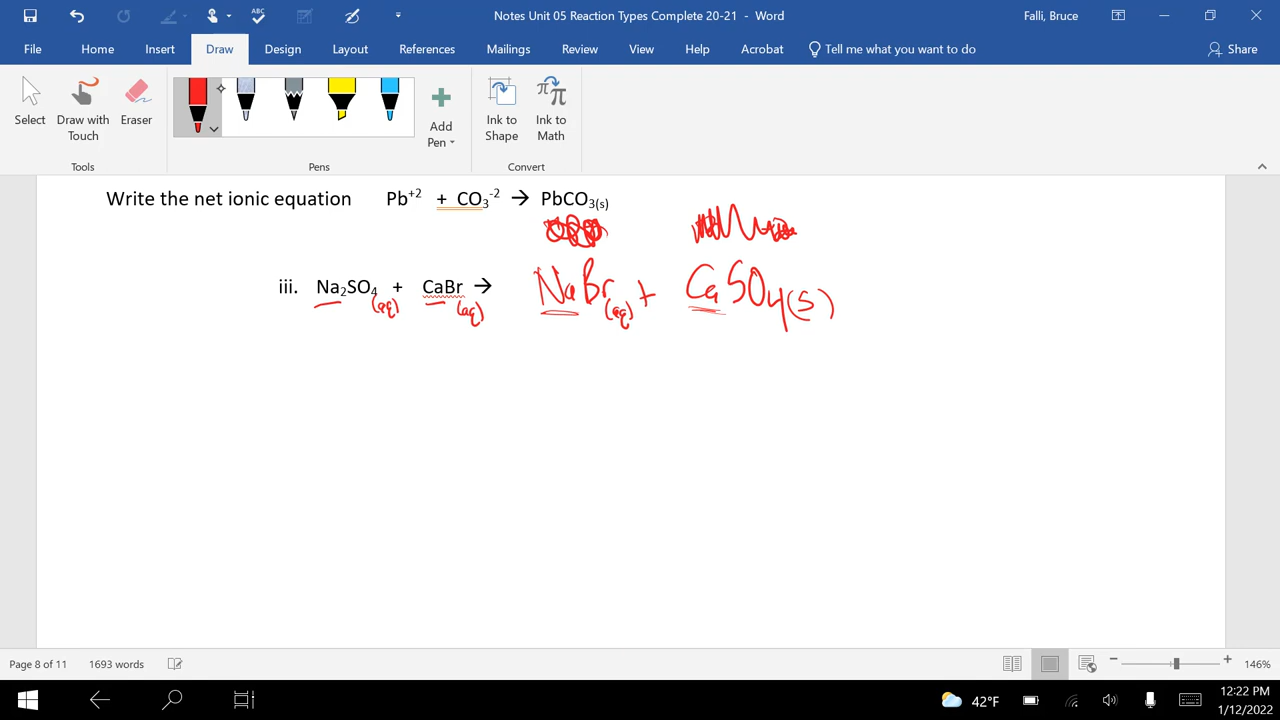 Notes Unit 05 Reaction Types Complete 20-21 - Word
Falli, Bruce
File Home Insert Draw Design Layout References Mailings Review View Help Acrobat Tell me what you want to do Share
Select
Draw with Touch
Eraser
Add Pen
Ink to Shape
Ink to Math
Tools Pens Convert
Write the net ionic equation Pb⁺² + CO₃⁻² → PbCO₃(s)
iii. Na₂SO₄ (aq) + CaBr (aq) → NaBr (aq) + CaSO₄(s)
Page 8 of 11 1693 words 146%
42°F
12:22 PM
1/12/2022